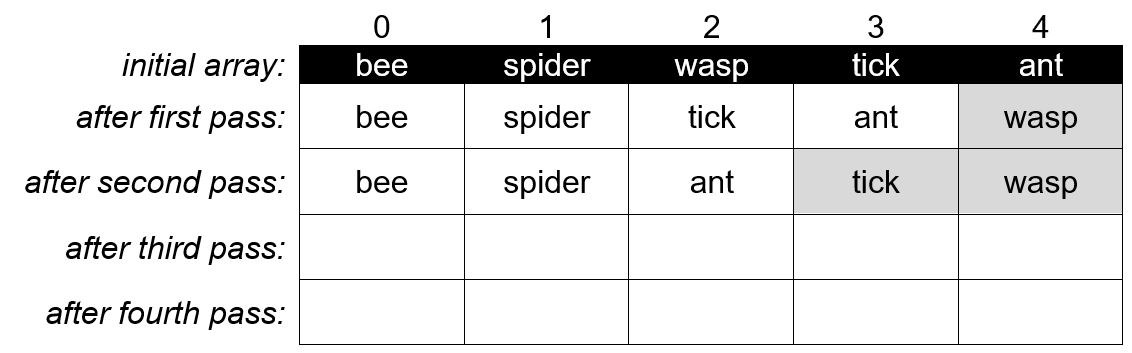 0 1 2 3 4
initial array: bee spider wasp tick ant
after first pass: bee spider tick ant wasp
after second pass: bee spider ant tick wasp
after third pass:
after fourth pass: